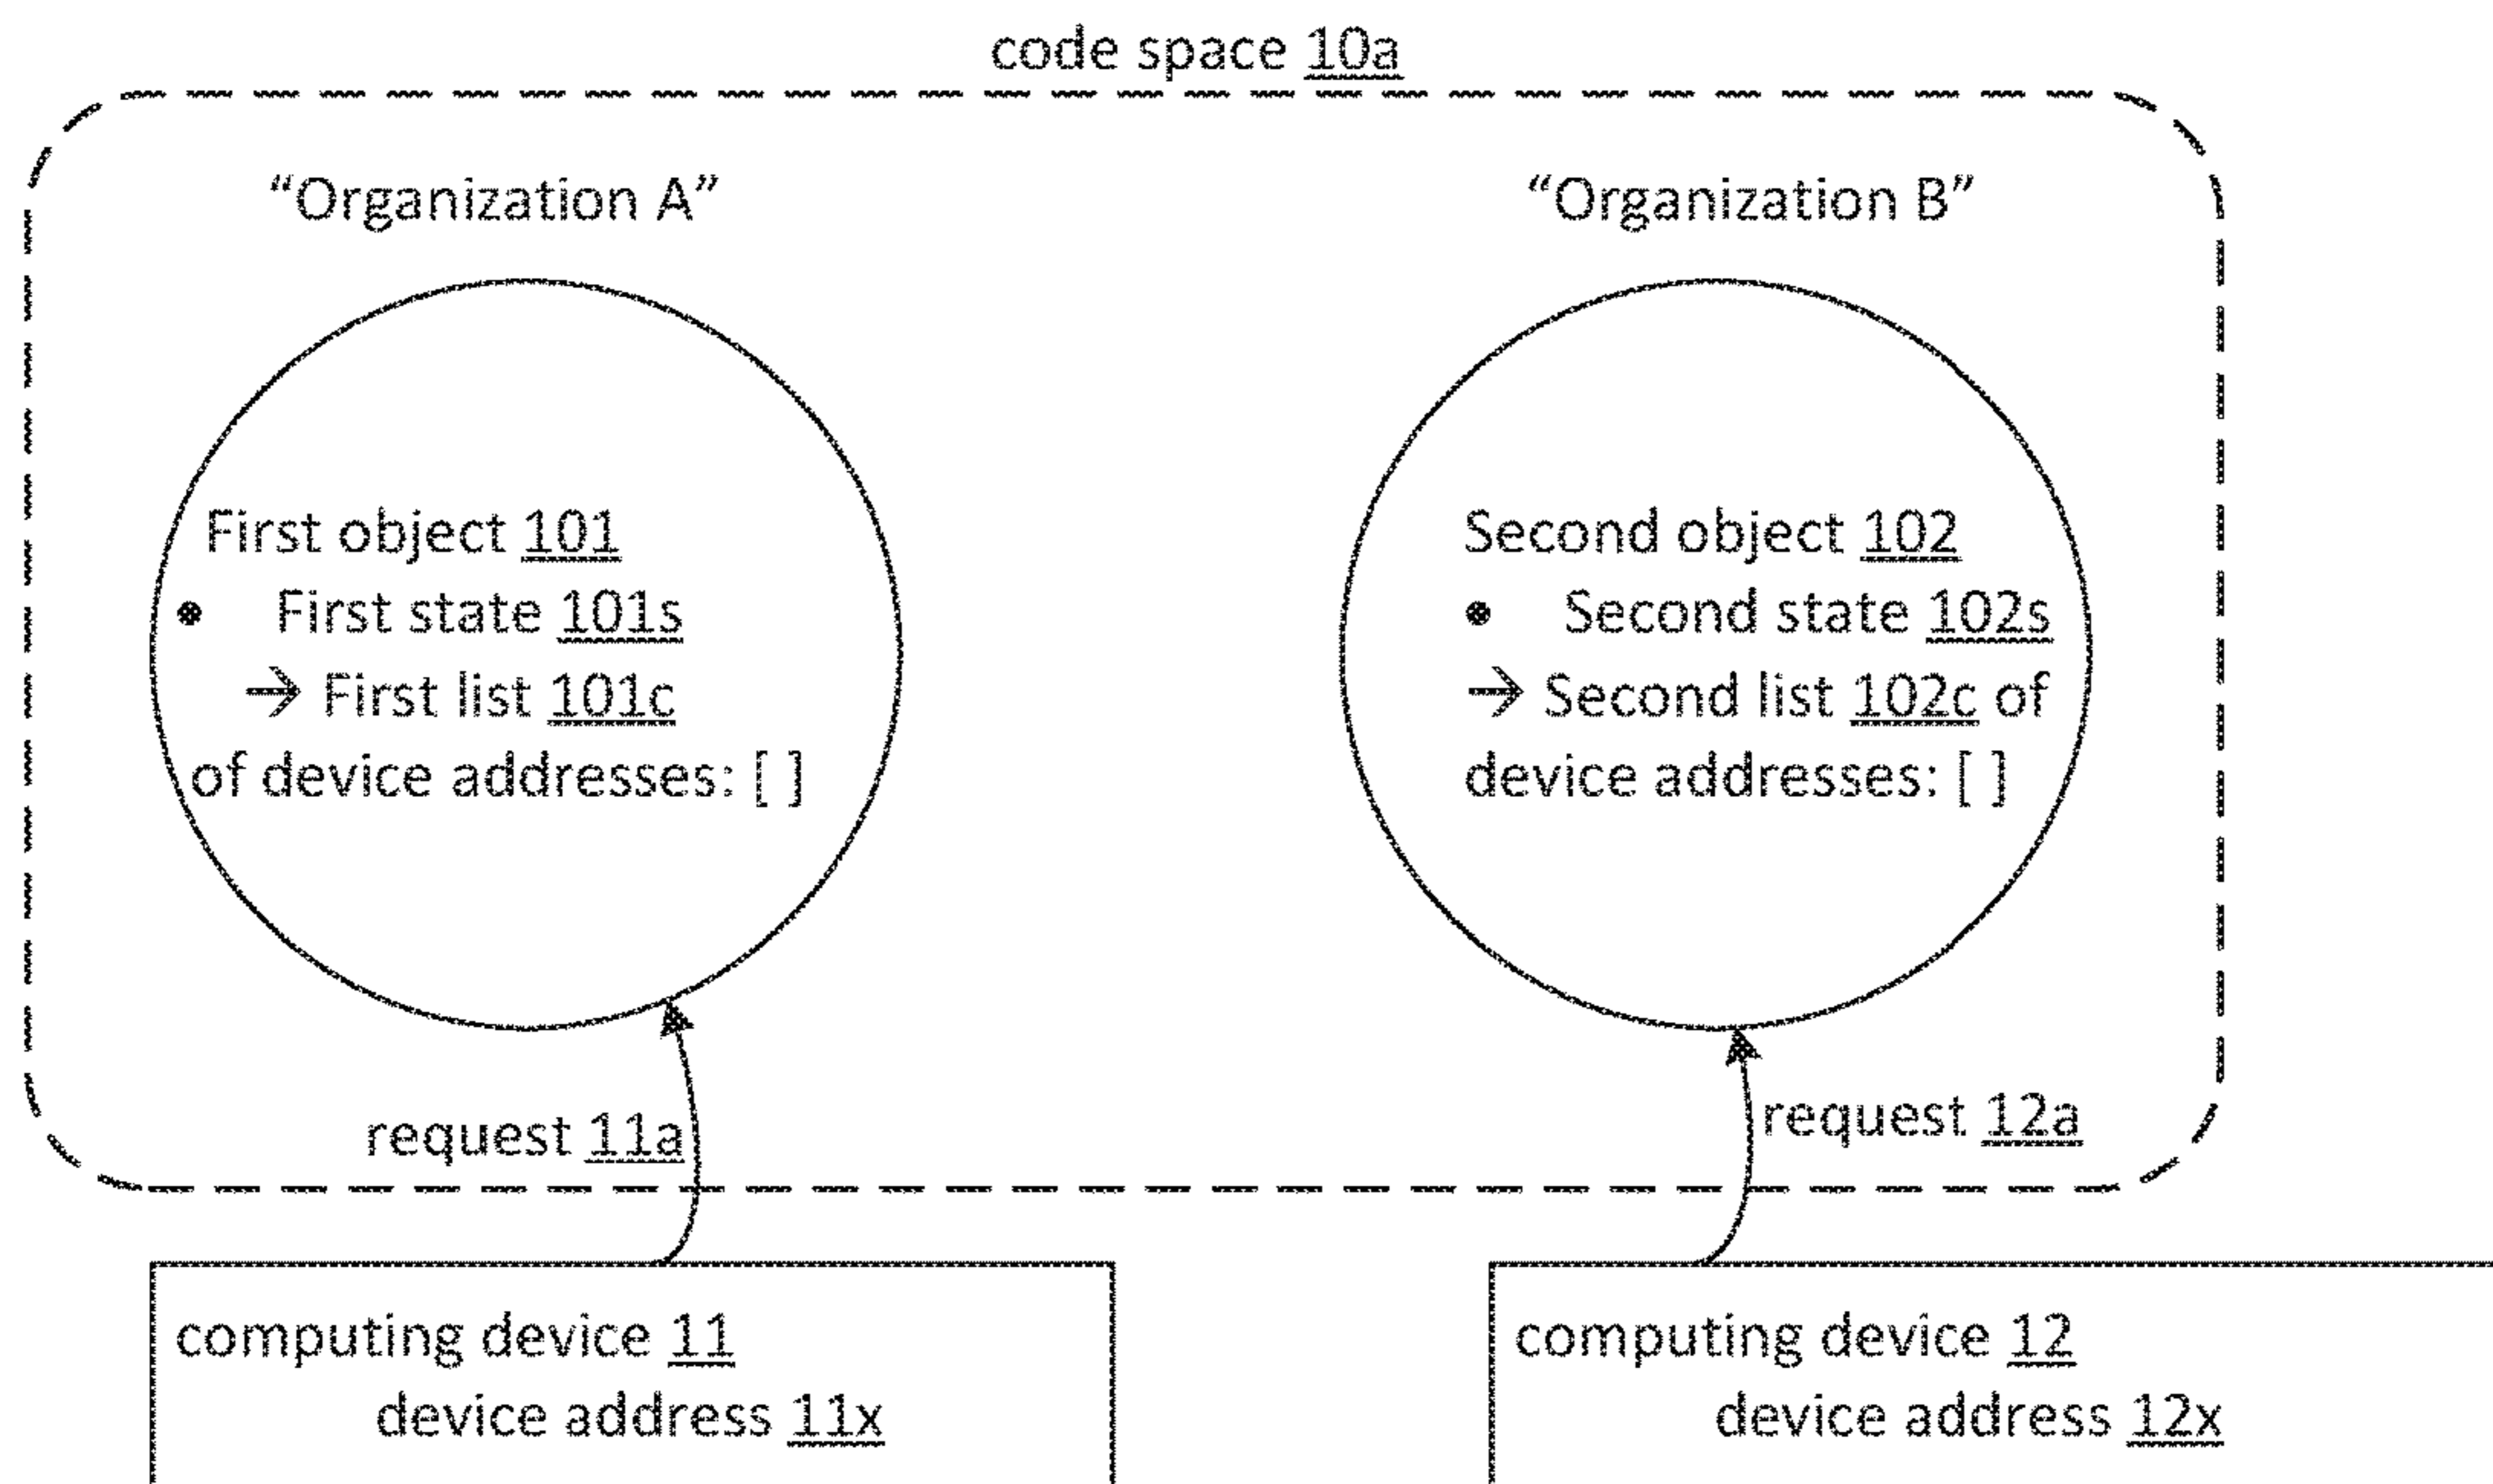 code space 10a
“Organization A”
“Organization B”
First object 101
• First state 101s
→ First list 101c
of device addresses: [ ]
Second object 102
• Second state 102s
→ Second list 102c of
device addresses: [ ]
request 11a
request 12a
computing device 11
device address 11x
computing device 12
device address 12x